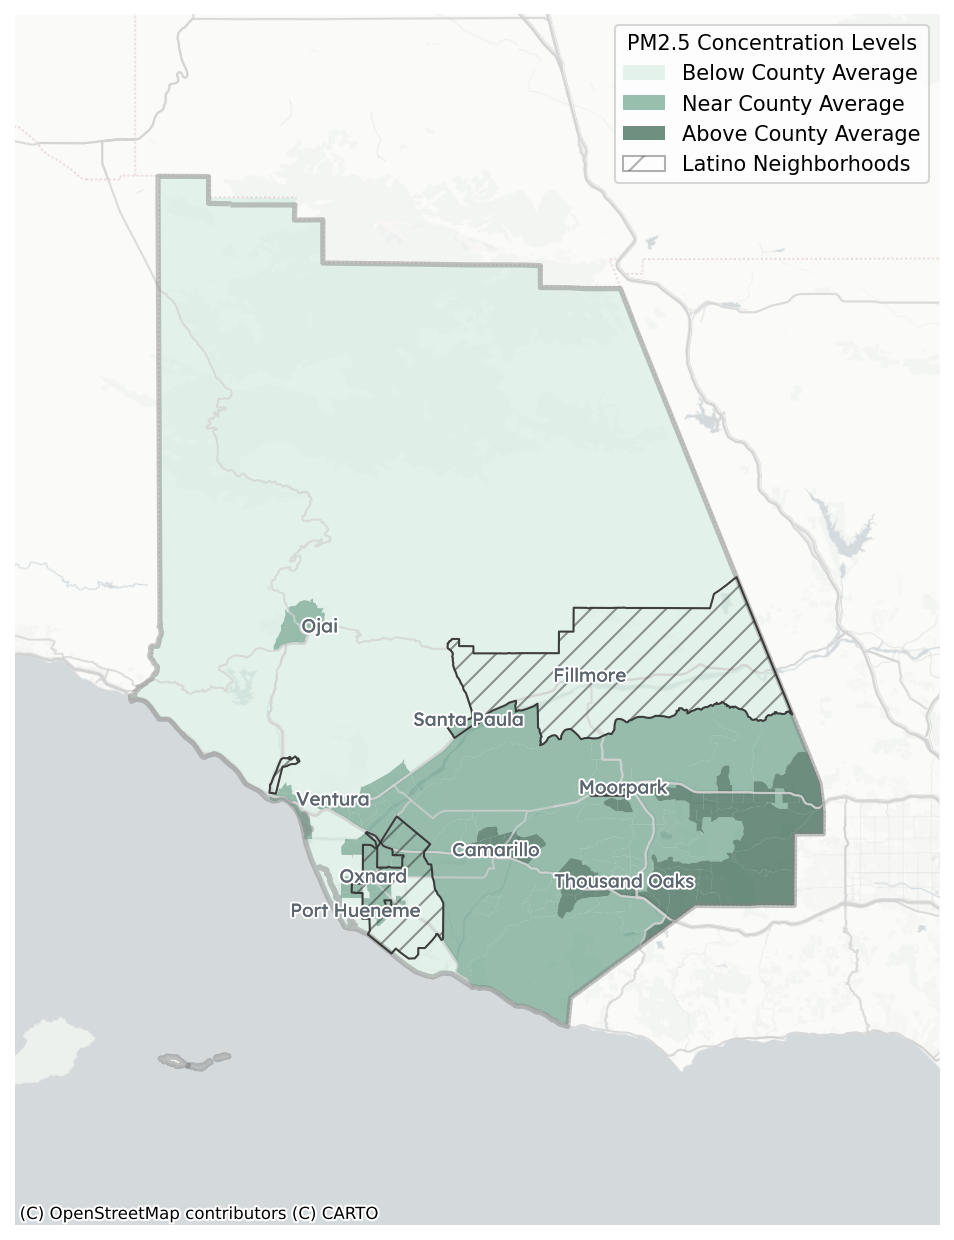 PM2.5 Concentration Levels
Below County Average
Near County Average
Above County Average
Latino Neighborhoods
Ojai
Fillmore
Santa Paula
Moorpark
Ventura
Camarillo
Oxnard
Thousand Oaks
Port Hueneme
(C) OpenStreetMap contributors (C) CARTO